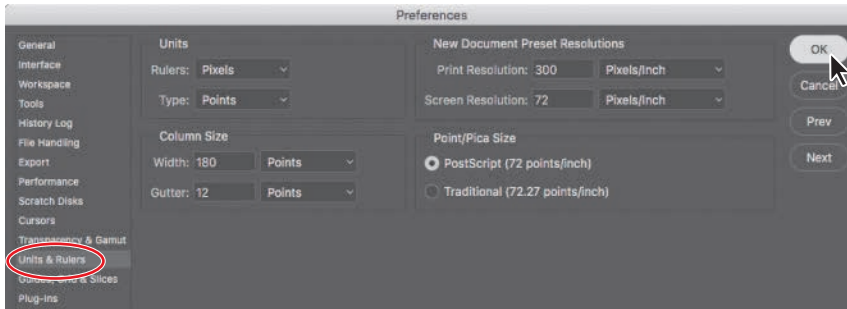 Preferences
General
Interface
Workspace
Tools
History Log
File Handling
Export
Performance
Scratch Disks
Cursors
Transparency & Gamut
Units & Rulers
Guides, Grid & Slices
Plug-Ins
Units
Rulers: Pixels
Type: Points
Column Size
Width: 180 Points
Gutter: 12 Points
New Document Preset Resolutions
Print Resolution: 300 Pixels/Inch
Screen Resolution: 72 Pixels/Inch
Point/Pica Size
PostScript (72 points/inch)
Traditional (72.27 points/inch)
OK
Cancel
Prev
Next